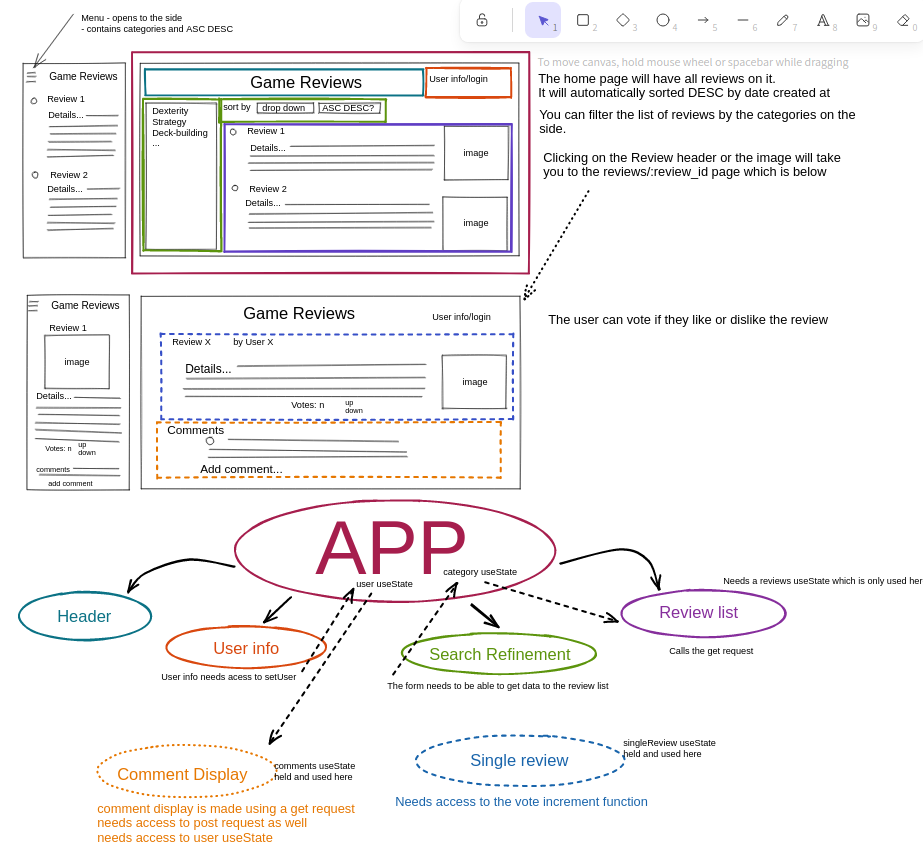 Menu - opens to the side
- contains categories and ASC DESC
1
2
3
4
5
6
7
8
9
0
To move canvas, hold mouse wheel or spacebar while dragging
The home page will have all reviews on it.
It will automatically sorted DESC by date created at
You can filter the list of reviews by the categories on the
side.
Clicking on the Review header or the image will take
you to the reviews/:review_id page which is below
Game Reviews
Review 1
Details...
Review 2
Details...
Game Reviews
User info/login
Dexterity
Strategy
Deck-building
...
sort by
drop down
ASC DESC?
Review 1
Details...
image
Review 2
Details...
image
Game Reviews
Review 1
image
Details...
Votes: n
up
down
comments
add comment
Game Reviews
User info/login
Review X
by User X
Details...
image
Votes: n
up
down
Comments
Add comment...
The user can vote if they like or dislike the review
APP
user useState
category useState
Header
User info
User info needs acess to setUser
Search Refinement
The form needs to be able to get data to the review list
Needs a reviews useState which is only used her
Review list
Calls the get request
Comment Display
comments useState
held and used here
comment display is made using a get request
needs access to post request as well
needs access to user useState
Single review
singleReview useState
held and used here
Needs access to the vote increment function